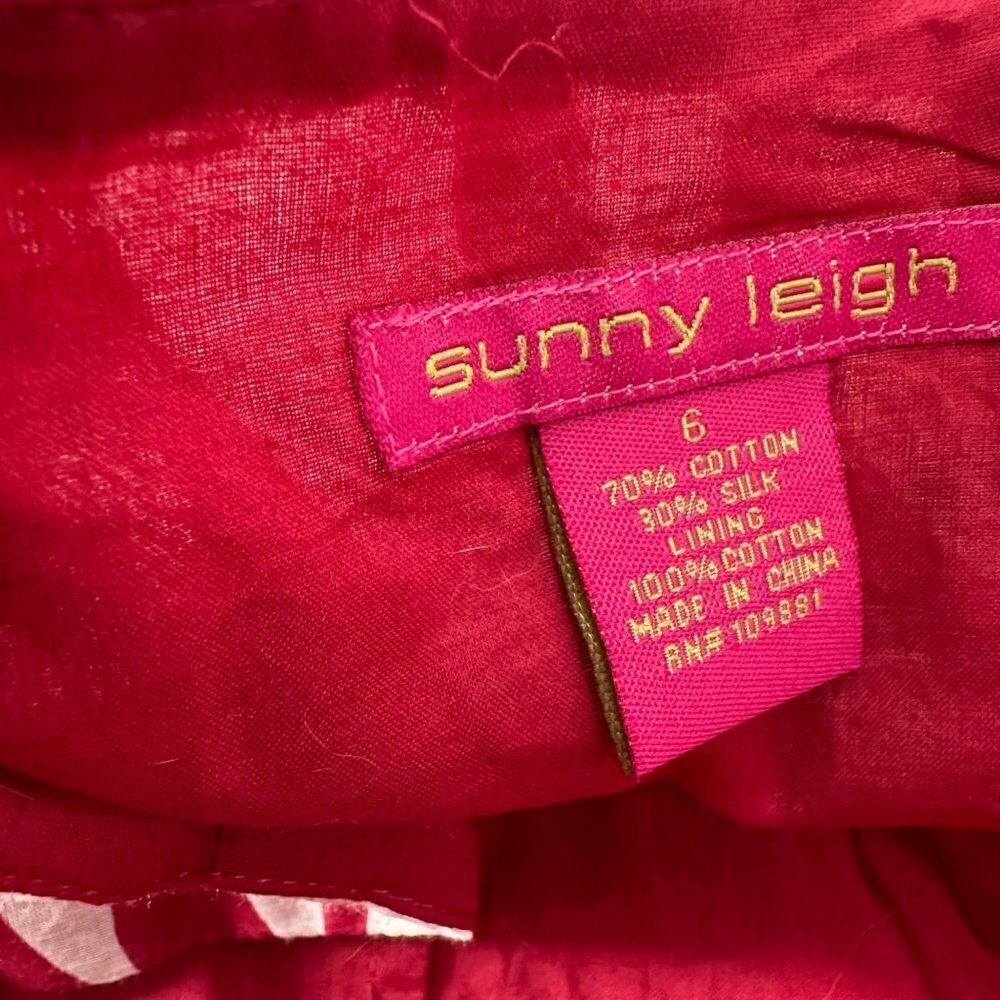 sunny leigh
6
70% COTTON
30% SILK
LINING
100% COTTON
MADE IN CHINA
RN# 109881